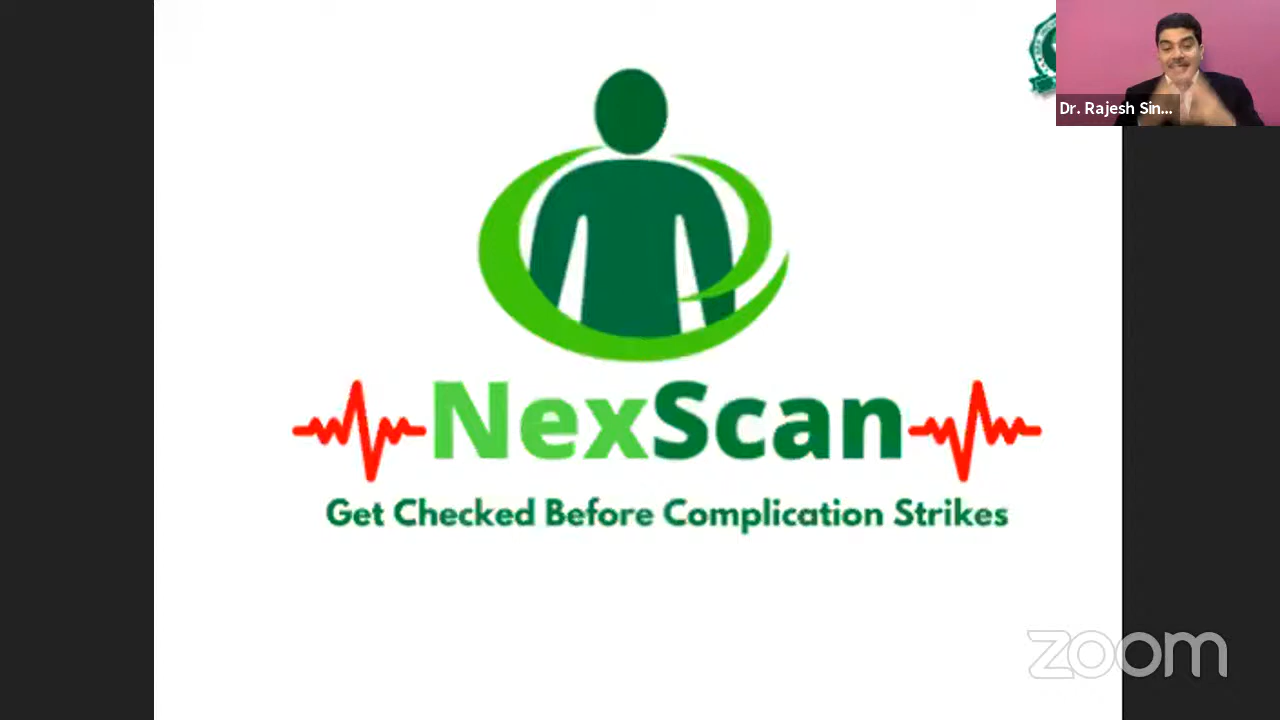 Dr. Rajesh Sin...
NexScan
Get Checked Before Complication Strikes
zoom